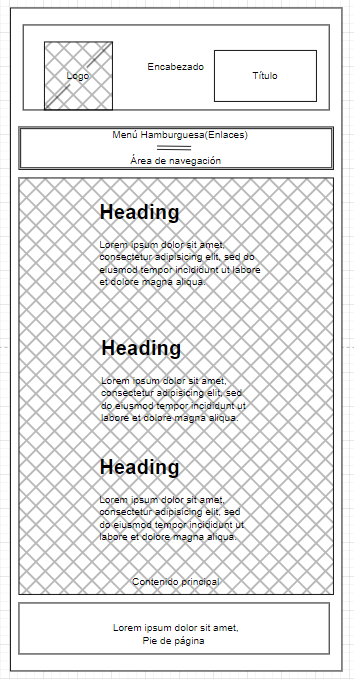 Logo
Encabezado
Título
Menú Hamburguesa(Enlaces)
Área de navegación
Heading
Lorem ipsum dolor sit amet,
consectetur adipisicing elit, sed do
eiusmod tempor incididunt ut labore
et dolore magna aliqua.
Heading
Lorem ipsum dolor sit amet,
consectetur adipisicing elit, sed
do eiusmod tempor incididunt ut
labore et dolore magna aliqua.
Heading
Lorem ipsum dolor sit amet,
consectetur adipisicing elit, sed
do eiusmod tempor incididunt ut
labore et dolore magna aliqua.
Contenido principal
Lorem ipsum dolor sit amet,
Pie de página